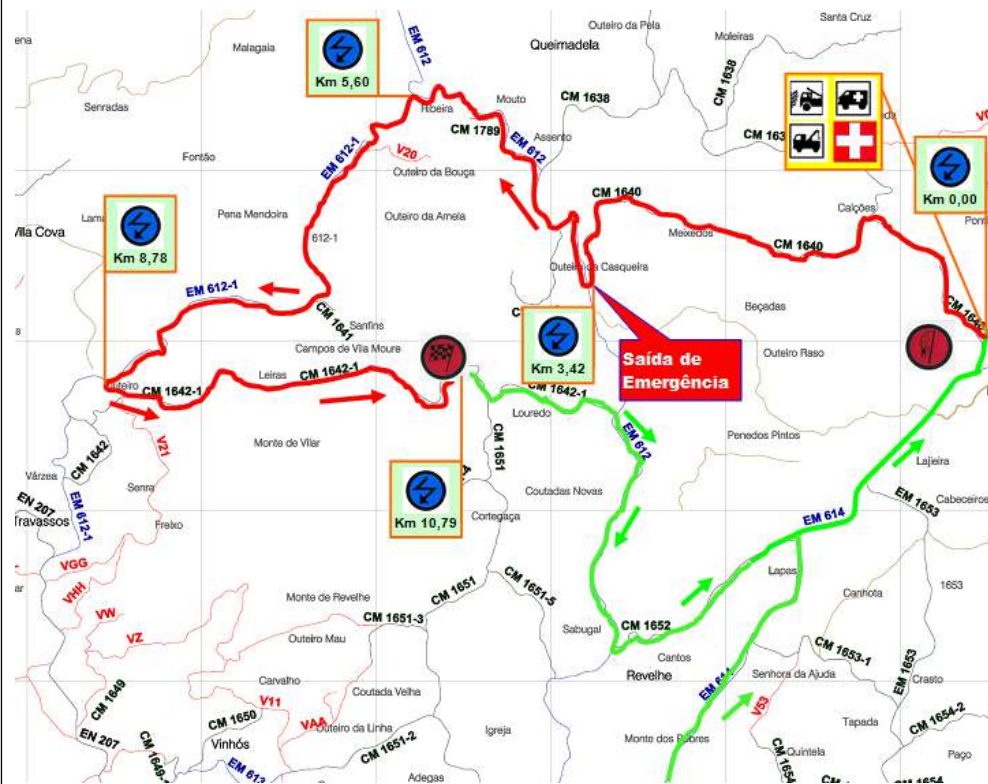 Santa Cruz
Outeiro da Pela
Moleiras
Queimadela
ena
Malagaia
EM 612
Km 5,60
Senradas
CM 1638
Ribeira
Mouto
CM 1638
CM 1789
Assento
EM 612
EM 612-1
V20
Fontão
Outeiro da Bouça
Km 0,00
CM 1640
Calções
Pena Mendoira
Outeiro da Arnela
Meixedos
CM 1640
Vila Cova
612-1
Km 8,78
Outeiro da Casqueira
EM 612-1
CM 1641
Sanfins
Beçadas
CM 1640
Campos de Vila Moure
Km 3,42
Saída de
Emergência
Outeiro Raso
Leiras
CM 1642-1
Outeiro
CM 1642-1
CM 1642-1
Louredo
EM 612
Penedos Pintos
Monte de Vilar
V21
CM 1642
CM 1651
Várzea
Senra
Km 10,79
Coutadas Novas
Lajieira
EN 207
Travassos
EM 612-1
Freixo
Cortegaça
EM 614
EM 1653
Cabeceiros
VGG
VHH
Lapas
CM 1651
CM 1651-5
1653
Canhota
VW
Monte de Revelhe
CM 1651-3
VZ
Outeiro Mau
Sabugal
CM 1652
Cantos
CM 1653-1
Revelhe
Senhora da Ajuda
EM 1653
Crasto
Carvalho
CM 1649
V11
Coutada Velha
EM 614
V53
CM 1650
VAA
Outeiro da Linha
Igreja
Tapada
CM 1654-2
EN 207
Vinhós
CM 1651-2
Monte dos Pobres
Quintela
Paço
CM 1649-
EM 613
Adegas
CM 1654
1654